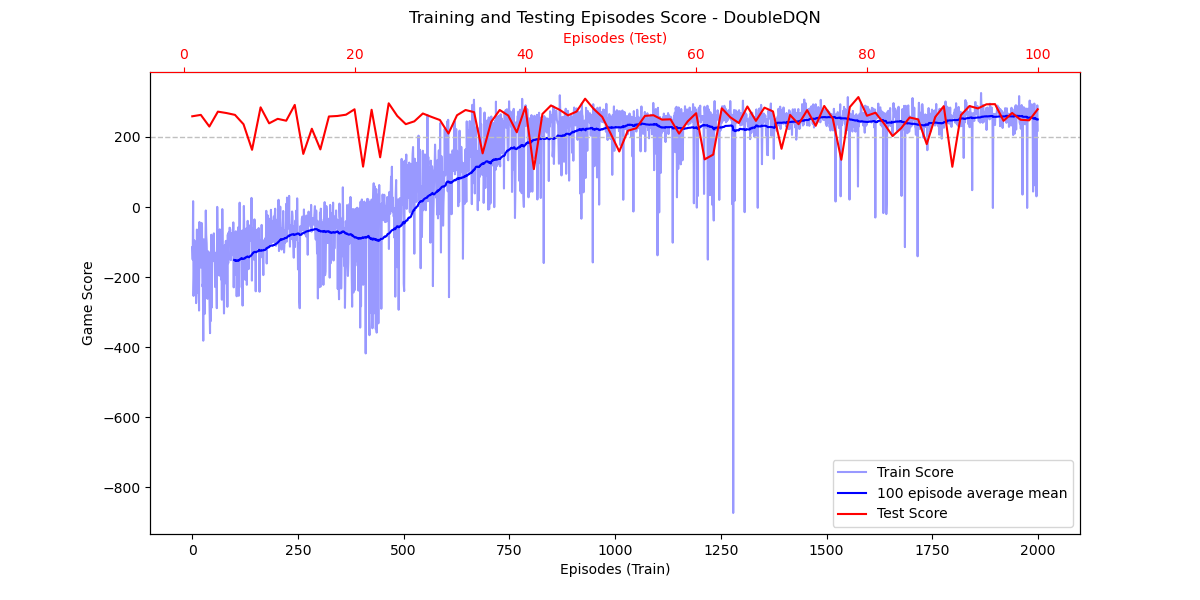 Training and Testing Episodes Score - DoubleDQN
Episodes (Test)
0 20 40 60 80 100
Game Score
200
0
−200
−400
−600
−800
Train Score
100 episode average mean
Test Score
0 250 500 750 1000 1250 1500 1750 2000
Episodes (Train)